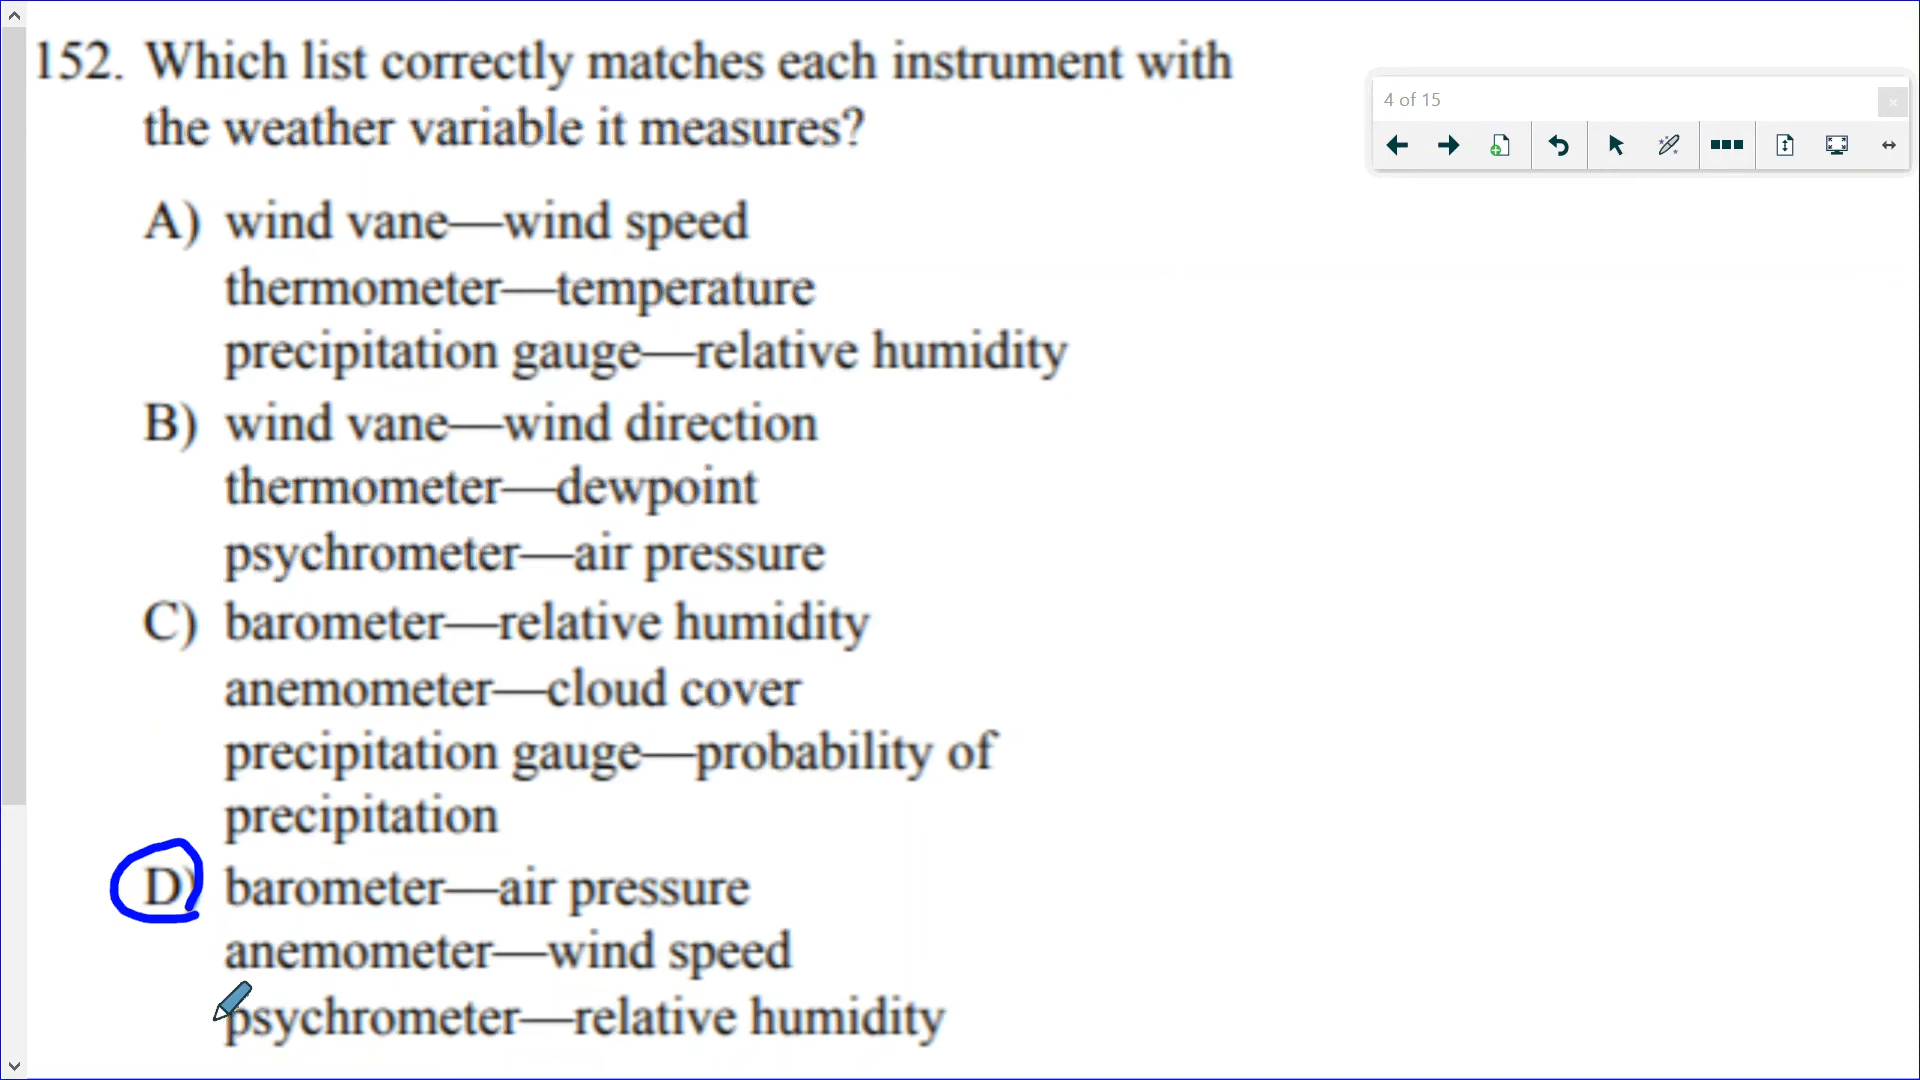 152. Which list correctly matches each instrument with
the weather variable it measures?
4 of 15
A) wind vane—wind speed
thermometer—temperature
precipitation gauge—relative humidity
B) wind vane—wind direction
thermometer—dewpoint
psychrometer—air pressure
C) barometer—relative humidity
anemometer—cloud cover
precipitation gauge—probability of
precipitation
D) barometer—air pressure
anemometer—wind speed
psychrometer—relative humidity